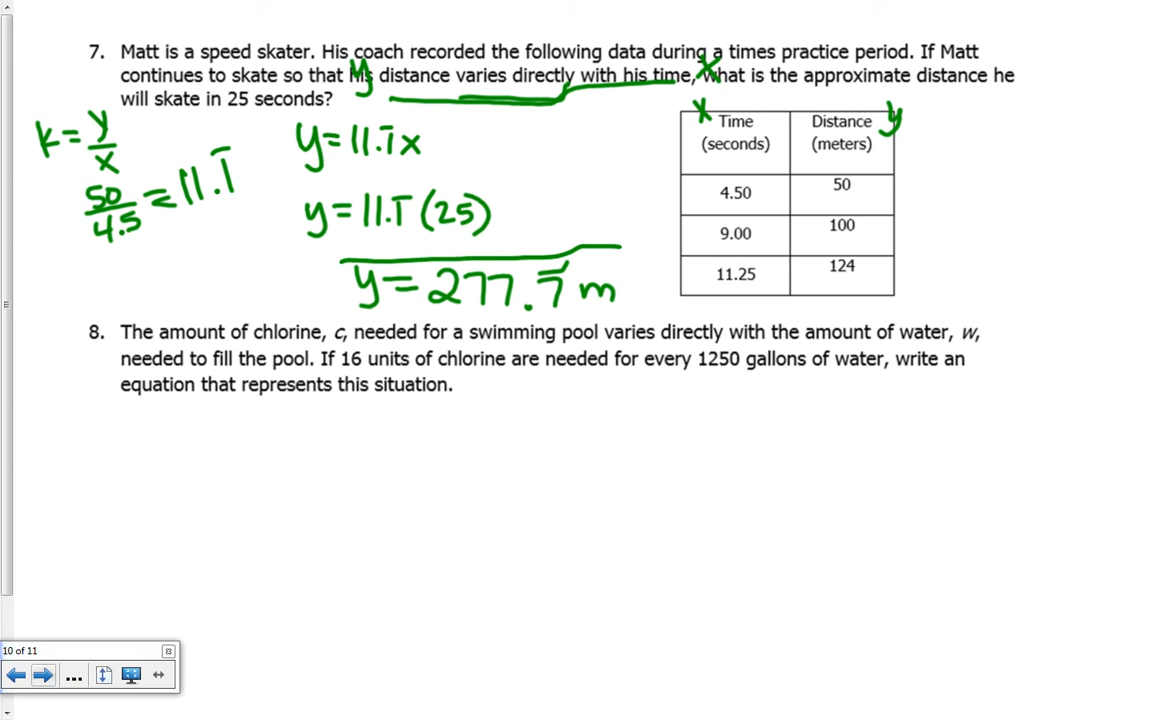 7. Matt is a speed skater. His coach recorded the following data during a times practice period. If Matt
continues to skate so that his distance varies directly with his time, what is the approximate distance he
will skate in 25 seconds?
y
x
k = y/x
50/4.5 = 11.1̅
y = 11.1̅x
y = 11.1̅ (25)
y = 277.7̅ m
x Time (seconds) Distance (meters) y
4.50 50
9.00 100
11.25 124
8. The amount of chlorine, c, needed for a swimming pool varies directly with the amount of water, w,
needed to fill the pool. If 16 units of chlorine are needed for every 1250 gallons of water, write an
equation that represents this situation.
10 of 11
...